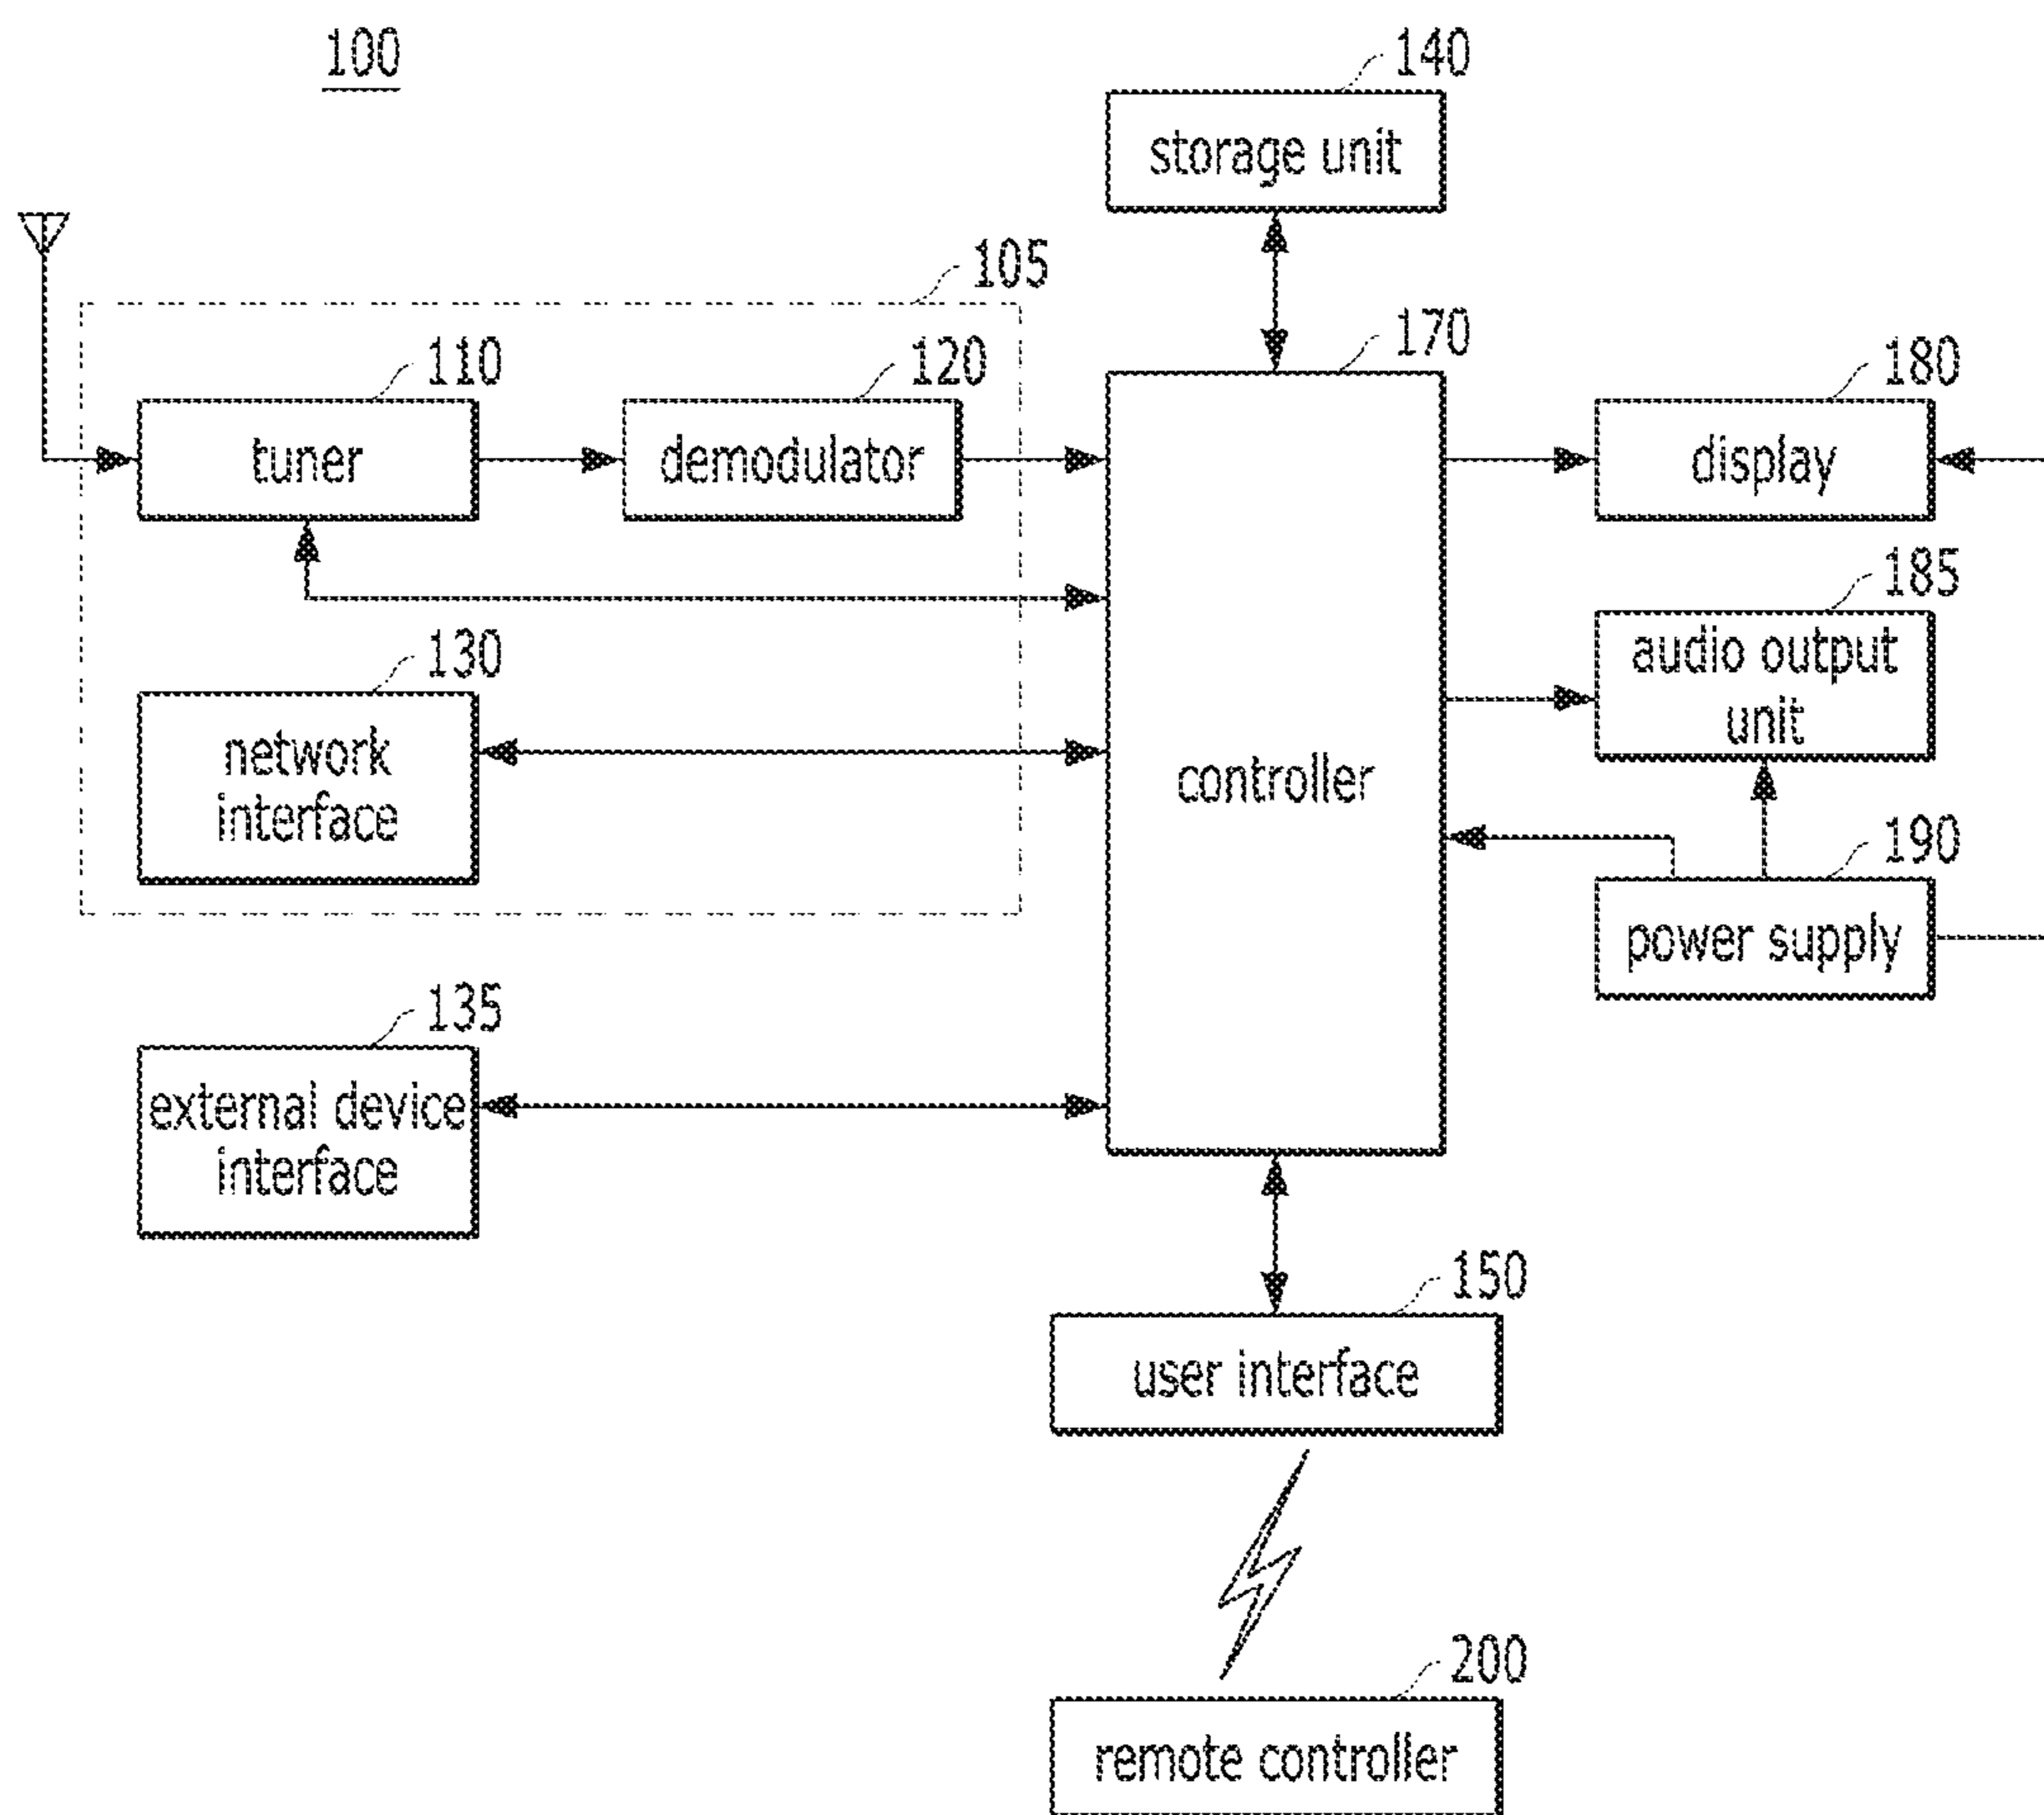 100
140
storage unit
105
110
tuner
120
demodulator
170
controller
180
display
185
audio output
unit
130
network
interface
190
power supply
135
external device
interface
150
user interface
200
remote controller